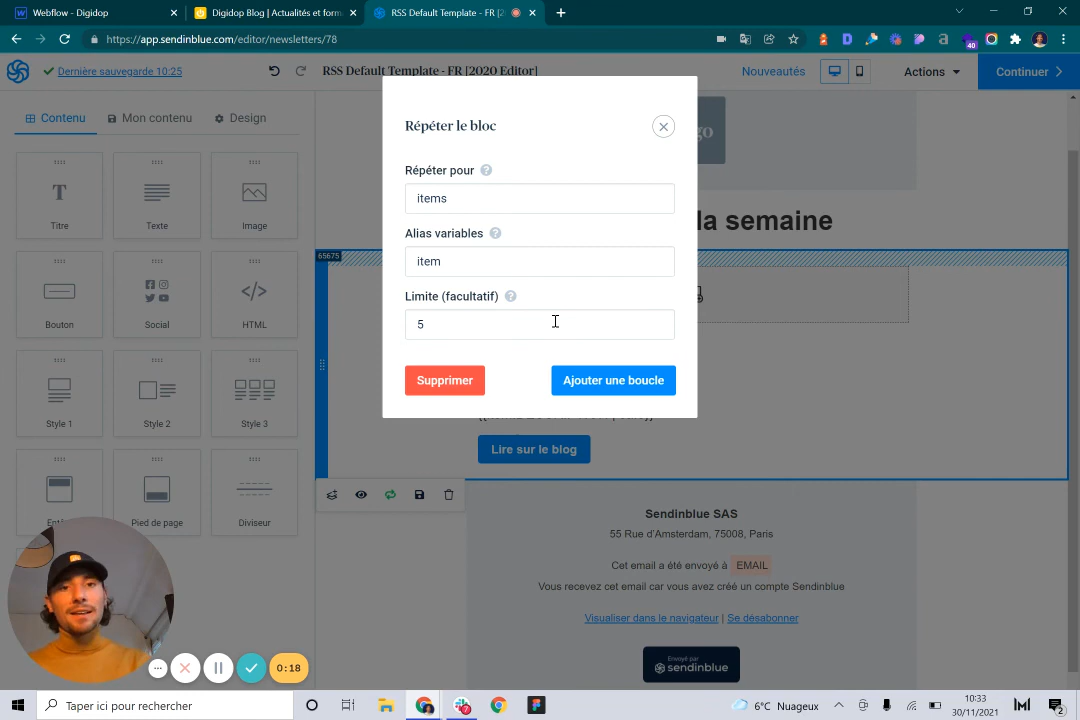 Webflow - Digidop
Digidop Blog | Actualités et form
RSS Default Template - FR [2
https://app.sendinblue.com/editor/newsletters/78
40
Dernière sauvegarde 10:25
RSS Default Template - FR [2020 Editor]
Nouveautés
Actions
Continuer
Contenu
Mon contenu
Design
Titre
Texte
Image
Bouton
Social
HTML
Style 1
Style 2
Style 3
Pied de page
Diviseur
Répéter le bloc
Répéter pour
items
Alias variables
item
Limite (facultatif)
5
Supprimer
Ajouter une boucle
la semaine
65675
Lire sur le blog
Sendinblue SAS
55 Rue d'Amsterdam, 75008, Paris
Cet email a été envoyé à EMAIL
Vous recevez cet email car vous avez créé un compte Sendinblue
Visualiser dans le navigateur | Se désabonner
Envoyé par
sendinblue
0:18
Taper ici pour rechercher
6°C Nuageux
10:33
30/11/2021
2